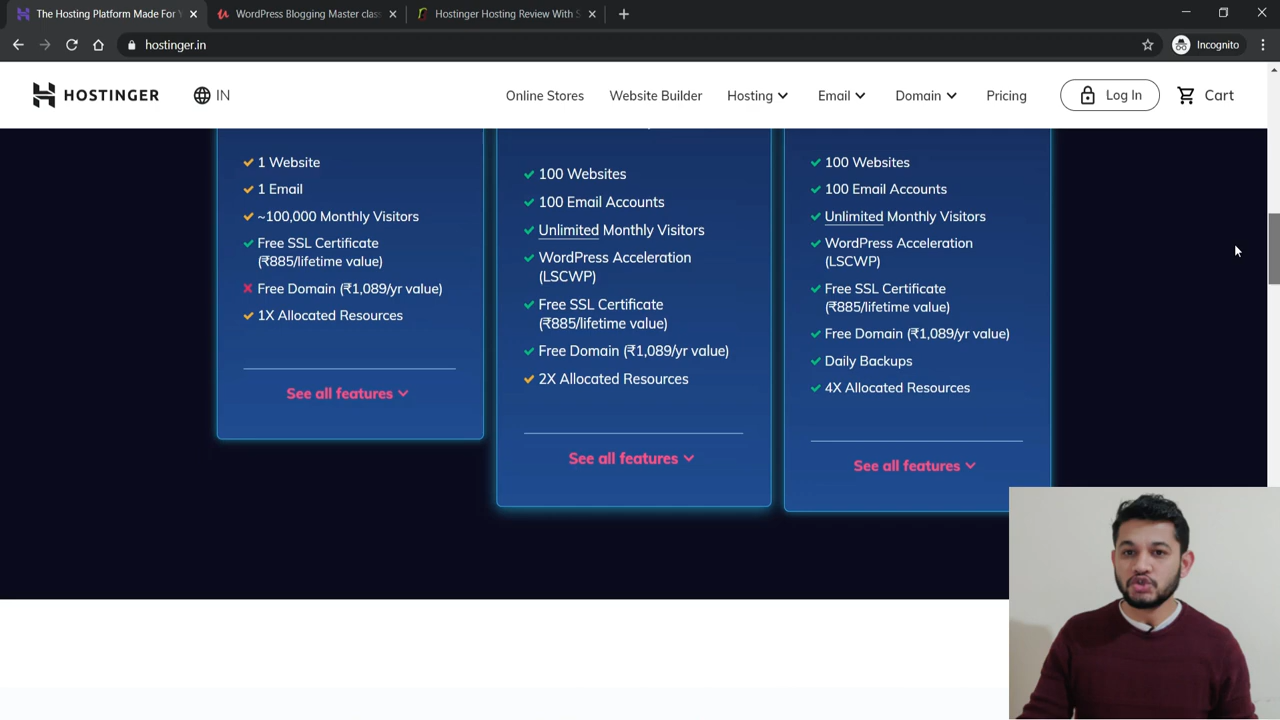 The Hosting Platform Made For
WordPress Blogging Master clas
Hostinger Hosting Review With S
hostinger.in
Incognito
HOSTINGER
IN
Online Stores
Website Builder
Hosting
Email
Domain
Pricing
Log In
Cart
1 Website
1 Email
~100,000 Monthly Visitors
Free SSL Certificate
(₹885/lifetime value)
Free Domain (₹1,089/yr value)
1X Allocated Resources
See all features
100 Websites
100 Email Accounts
Unlimited Monthly Visitors
WordPress Acceleration
(LSCWP)
Free SSL Certificate
(₹885/lifetime value)
Free Domain (₹1,089/yr value)
2X Allocated Resources
See all features
100 Websites
100 Email Accounts
Unlimited Monthly Visitors
WordPress Acceleration
(LSCWP)
Free SSL Certificate
(₹885/lifetime value)
Free Domain (₹1,089/yr value)
Daily Backups
4X Allocated Resources
See all features